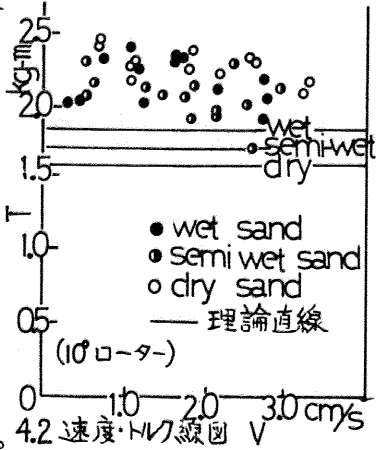 2.5
kg-m
2.0
wet
semi-wet
1.5
dry
T
wet sand
1.0
semi wet sand
dry sand
0.5
理論直線
(10° ローター)
0
1.0
2.0
3.0
cm/s
4.2 速度・トルク線図
V